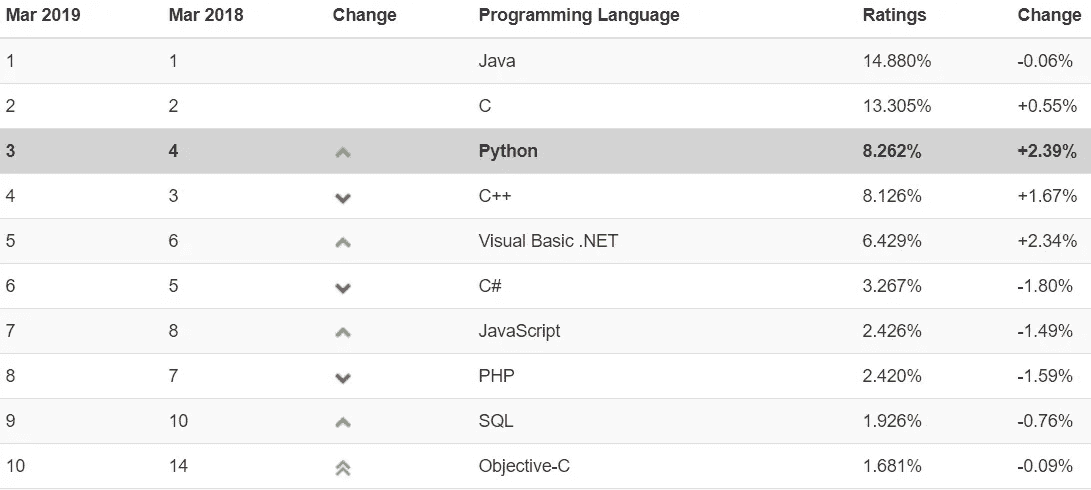 Mar 2019 Mar 2018 Change Programming Language Ratings Change
1 1 Java 14.880% -0.06%
2 2 C 13.305% +0.55%
3 4 Python 8.262% +2.39%
4 3 C++ 8.126% +1.67%
5 6 Visual Basic .NET 6.429% +2.34%
6 5 C# 3.267% -1.80%
7 8 JavaScript 2.426% -1.49%
8 7 PHP 2.420% -1.59%
9 10 SQL 1.926% -0.76%
10 14 Objective-C 1.681% -0.09%